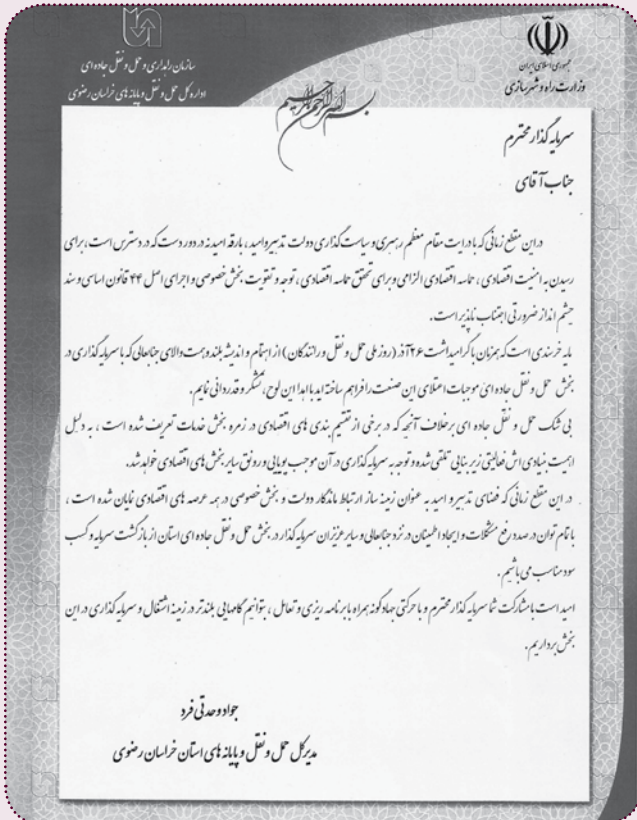 جمهوری اسلامی ایران
وزارت راه و شهرسازی
سازمان راهداری و حمل و نقل جاده ای
اداره کل حمل و نقل و پایانه های خراسان رضوی
بسم الله الرحمن الرحیم
سرمایه گذار محترم
جناب آقای
در این مقطع زمانی که با درایت مقام معظم رهبری و سیاست گذاری دولت تدبیر و امید، بارقه امید نه در دور دست که در دسترس است، برای
رسیدن به امنیت اقتصادی، حماسه اقتصادی الزامی و برای تحقق حماسه اقتصادی، توجه و تقویت بخش خصوصی و اجرای اصل ۴۴ قانون اساسی و سند
چشم انداز ضرورتی اجتناب ناپذیر است.
مایه خرسندی است که همزمان با گرامیداشت ۲۶ آذر (روز ملی حمل و نقل و رانندگان) از اهتمام و اندیشه بلند و همت والای جنابعالی که با سرمایه گذاری در
بخش حمل و نقل جاده ای موجبات اعتلای این صنعت را فراهم ساخته اید با اهدا این لوح، تشکر و قدردانی نمایم.
بی شک حمل و نقل جاده ای برخلاف آنچه که در برخی از تقسیم بندی های اقتصادی در زمره بخش خدمات تعریف شده است، به دلیل
اهمیت بنیادی اش فعالیتی زیربنایی تلقی شده و توجه به سرمایه گذاری در آن موجب پویایی و رونق سایر بخش های اقتصادی خواهد شد.
در این مقطع زمانی که فضای تدبیر و امید به عنوان زمینه ساز ارتباط ماندگار دولت و بخش خصوصی در همه عرصه های اقتصادی نمایان شده است،
با تمام توان در صدد رفع مشکلات و ایجاد اطمینان در نزد جنابعالی و سایر عزیزان سرمایه گذار در بخش حمل و نقل جاده ای استان از بازگشت سرمایه و کسب
سود مناسب می باشیم.
امید است با مشارکت شما سرمایه گذار محترم و با حرکتی جهادگونه همراه با برنامه ریزی و تعامل، بتوانیم گامهایی بلندتر در زمینه اشتغال و سرمایه گذاری در این
بخش برداریم.
جواد وحدتی فرد
مدیرکل حمل و نقل و پایانه های استان خراسان رضوی